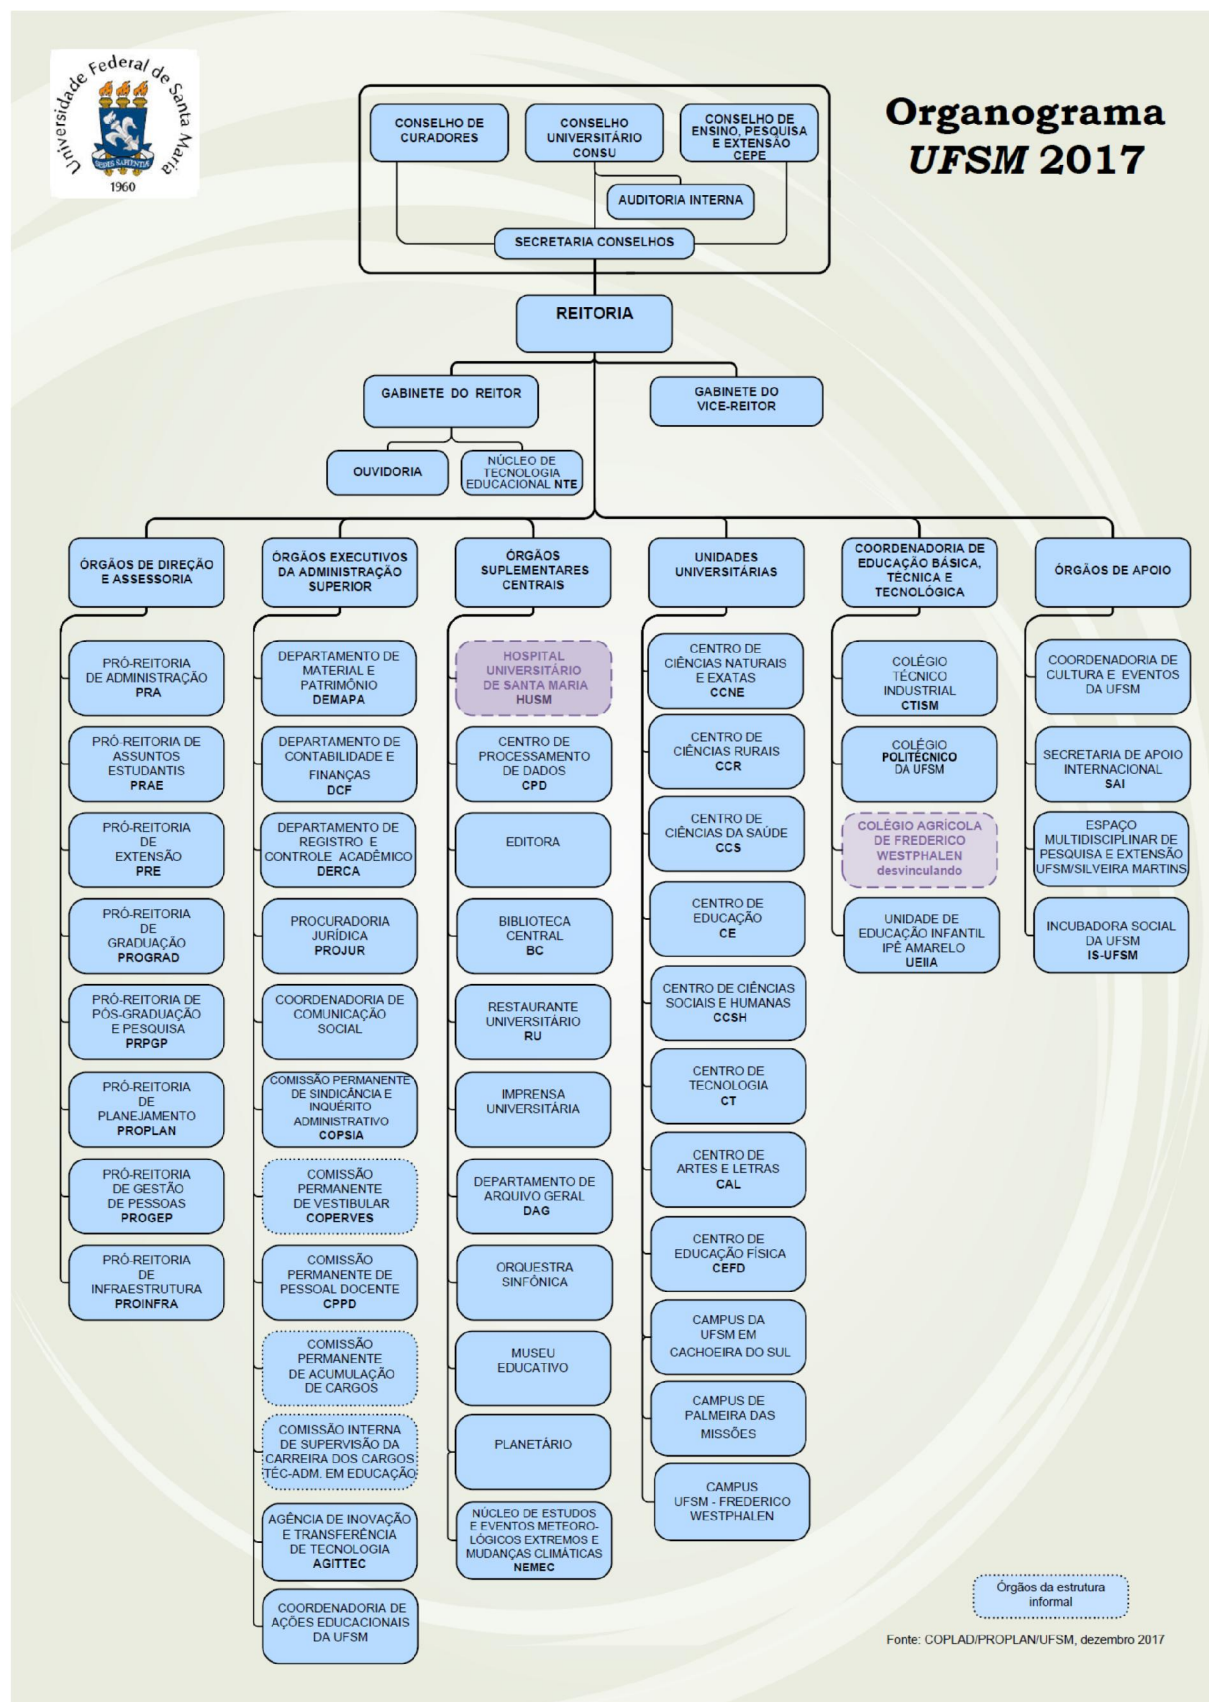 Universidade Federal de Santa Maria
1960
Organograma
UFSM 2017
CONSELHO DE
CURADORES
CONSELHO
UNIVERSITÁRIO
CONSU
CONSELHO DE
ENSINO, PESQUISA
E EXTENSÃO
CEPE
AUDITORIA INTERNA
SECRETARIA CONSELHOS
REITORIA
GABINETE DO REITOR
GABINETE DO
VICE-REITOR
OUVIDORIA
NÚCLEO DE
TECNOLOGIA
EDUCACIONAL NTE
ÓRGÃOS DE DIREÇÃO
E ASSESSORIA
PRÓ-REITORIA
DE ADMINISTRAÇÃO
PRA
PRÓ-REITORIA DE
ASSUNTOS
ESTUDANTIS
PRAE
PRÓ-REITORIA
DE
EXTENSÃO
PRE
PRÓ-REITORIA
DE
GRADUAÇÃO
PROGRAD
PRÓ-REITORIA DE
PÓS-GRADUAÇÃO
E PESQUISA
PRPGP
PRÓ-REITORIA
DE
PLANEJAMENTO
PROPLAN
PRÓ-REITORIA
DE GESTÃO
DE PESSOAS
PROGEP
PRÓ-REITORIA
DE
INFRAESTRUTURA
PROINFRA
ÓRGÃOS EXECUTIVOS
DA ADMINISTRAÇÃO
SUPERIOR
DEPARTAMENTO DE
MATERIAL E
PATRIMÔNIO
DEMAPA
DEPARTAMENTO DE
CONTABILIDADE E
FINANÇAS
DCF
DEPARTAMENTO DE
REGISTRO E
CONTROLE ACADÊMICO
DERCA
PROCURADORIA
JURÍDICA
PROJUR
COORDENADORIA DE
COMUNICAÇÃO
SOCIAL
COMISSÃO PERMANENTE
DE SINDICÂNCIA E
INQUÉRITO
ADMINISTRATIVO
COPSIA
COMISSÃO
PERMANENTE
DE VESTIBULAR
COPERVES
COMISSÃO
PERMANENTE DE
PESSOAL DOCENTE
CPPD
COMISSÃO
PERMANENTE
DE ACUMULAÇÃO
DE CARGOS
COMISSÃO INTERNA
DE SUPERVISÃO DA
CARREIRA DOS CARGOS
TÉC-ADM. EM EDUCAÇÃO
AGÊNCIA DE INOVAÇÃO
E TRANSFERÊNCIA
DE TECNOLOGIA
AGITTEC
COORDENADORIA DE
AÇÕES EDUCACIONAIS
DA UFSM
ÓRGÃOS
SUPLEMENTARES
CENTRAIS
HOSPITAL
UNIVERSITÁRIO
DE SANTA MARIA
HUSM
CENTRO DE
PROCESSAMENTO
DE DADOS
CPD
EDITORA
BIBLIOTECA
CENTRAL
BC
RESTAURANTE
UNIVERSITÁRIO
RU
IMPRENSA
UNIVERSITÁRIA
DEPARTAMENTO DE
ARQUIVO GERAL
DAG
ORQUESTRA
SINFÔNICA
MUSEU
EDUCATIVO
PLANETÁRIO
NÚCLEO DE ESTUDOS
E EVENTOS METEORO-
LÓGICOS EXTREMOS E
MUDANÇAS CLIMÁTICAS
NEMEC
UNIDADES
UNIVERSITÁRIAS
CENTRO DE
CIÊNCIAS NATURAIS
E EXATAS
CCNE
CENTRO DE
CIÊNCIAS RURAIS
CCR
CENTRO DE
CIÊNCIAS DA SAÚDE
CCS
CENTRO DE
EDUCAÇÃO
CE
CENTRO DE CIÊNCIAS
SOCIAIS E HUMANAS
CCSH
CENTRO DE
TECNOLOGIA
CT
CENTRO DE
ARTES E LETRAS
CAL
CENTRO DE
EDUCAÇÃO FÍSICA
CEFD
CAMPUS DA
UFSM EM
CACHOEIRA DO SUL
CAMPUS DE
PALMEIRA DAS
MISSÕES
CAMPUS
UFSM - FREDERICO
WESTPHALEN
COORDENADORIA DE
EDUCAÇÃO BÁSICA,
TÉCNICA E
TECNOLÓGICA
COLÉGIO
TÉCNICO
INDUSTRIAL
CTISM
COLÉGIO
POLITÉCNICO
DA UFSM
COLÉGIO AGRÍCOLA
DE FREDERICO
WESTPHALEN
desvinculando
UNIDADE DE
EDUCAÇÃO INFANTIL
IPÊ AMARELO
UEIIA
ÓRGÃOS DE APOIO
COORDENADORIA DE
CULTURA E EVENTOS
DA UFSM
SECRETARIA DE APOIO
INTERNACIONAL
SAI
ESPAÇO
MULTIDISCIPLINAR DE
PESQUISA E EXTENSÃO
UFSM/SILVEIRA MARTINS
INCUBADORA SOCIAL
DA UFSM
IS-UFSM
Órgãos da estrutura
informal
Fonte: COPLAD/PROPLAN/UFSM, dezembro 2017